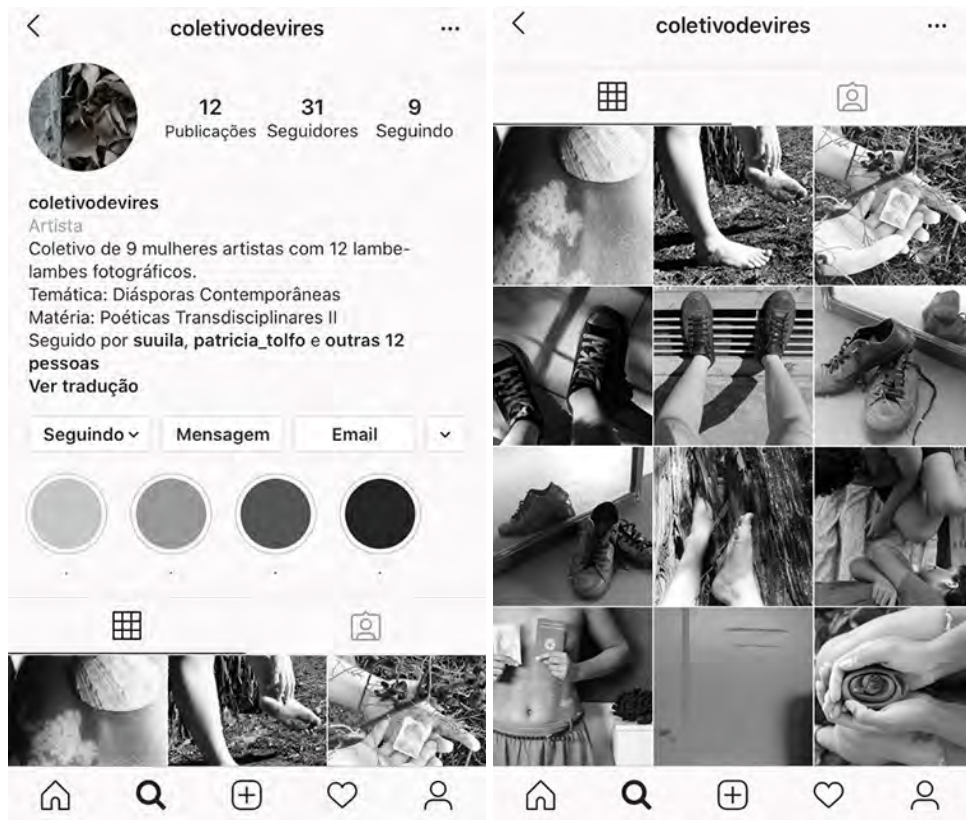 coletivodevires
12 31 9
Publicações Seguidores Seguindo
coletivodevires
Artista
Coletivo de 9 mulheres artistas com 12 lambe-
lambes fotográficos.
Temática: Diásporas Contemporâneas
Matéria: Poéticas Transdisciplinares II
Seguido por suuila, patricia_tolfo e outras 12
pessoas
Ver tradução
Seguindo Mensagem Email
coletivodevires